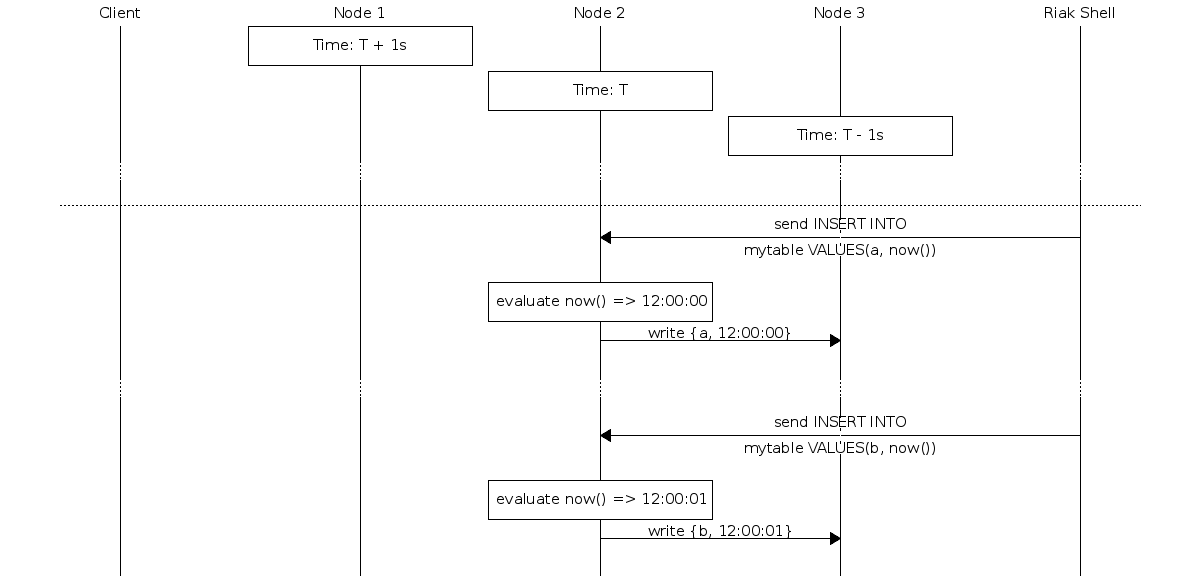 Client
Node 1
Node 2
Node 3
Riak Shell
Time: T + 1s
Time: T
Time: T - 1s
send INSERT INTO
mytable VALUES(a, now())
evaluate now() => 12:00:00
write {a, 12:00:00}
send INSERT INTO
mytable VALUES(b, now())
evaluate now() => 12:00:01
write {b, 12:00:01}